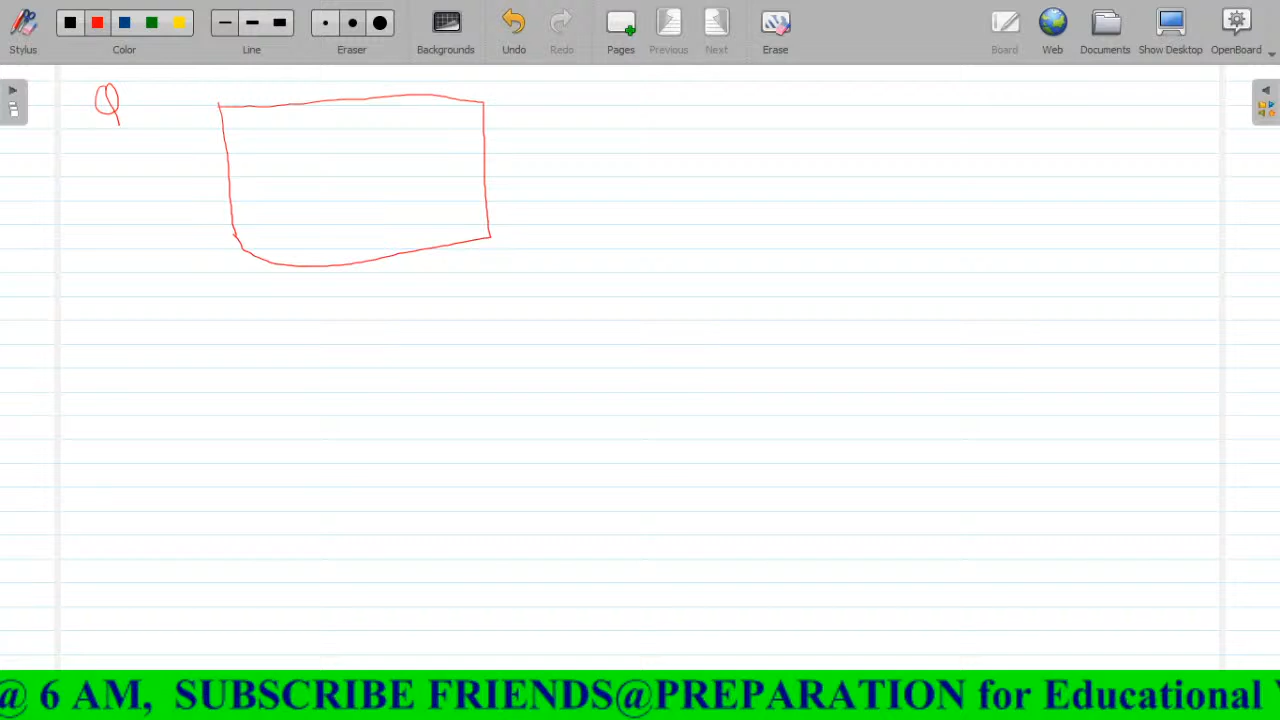 Stylus Color Line Eraser Backgrounds Undo Redo Pages Previous Next Erase Board Web Documents Show Desktop OpenBoard
Q
@ 6 AM, SUBSCRIBE FRIENDS@PREPARATION for Educational